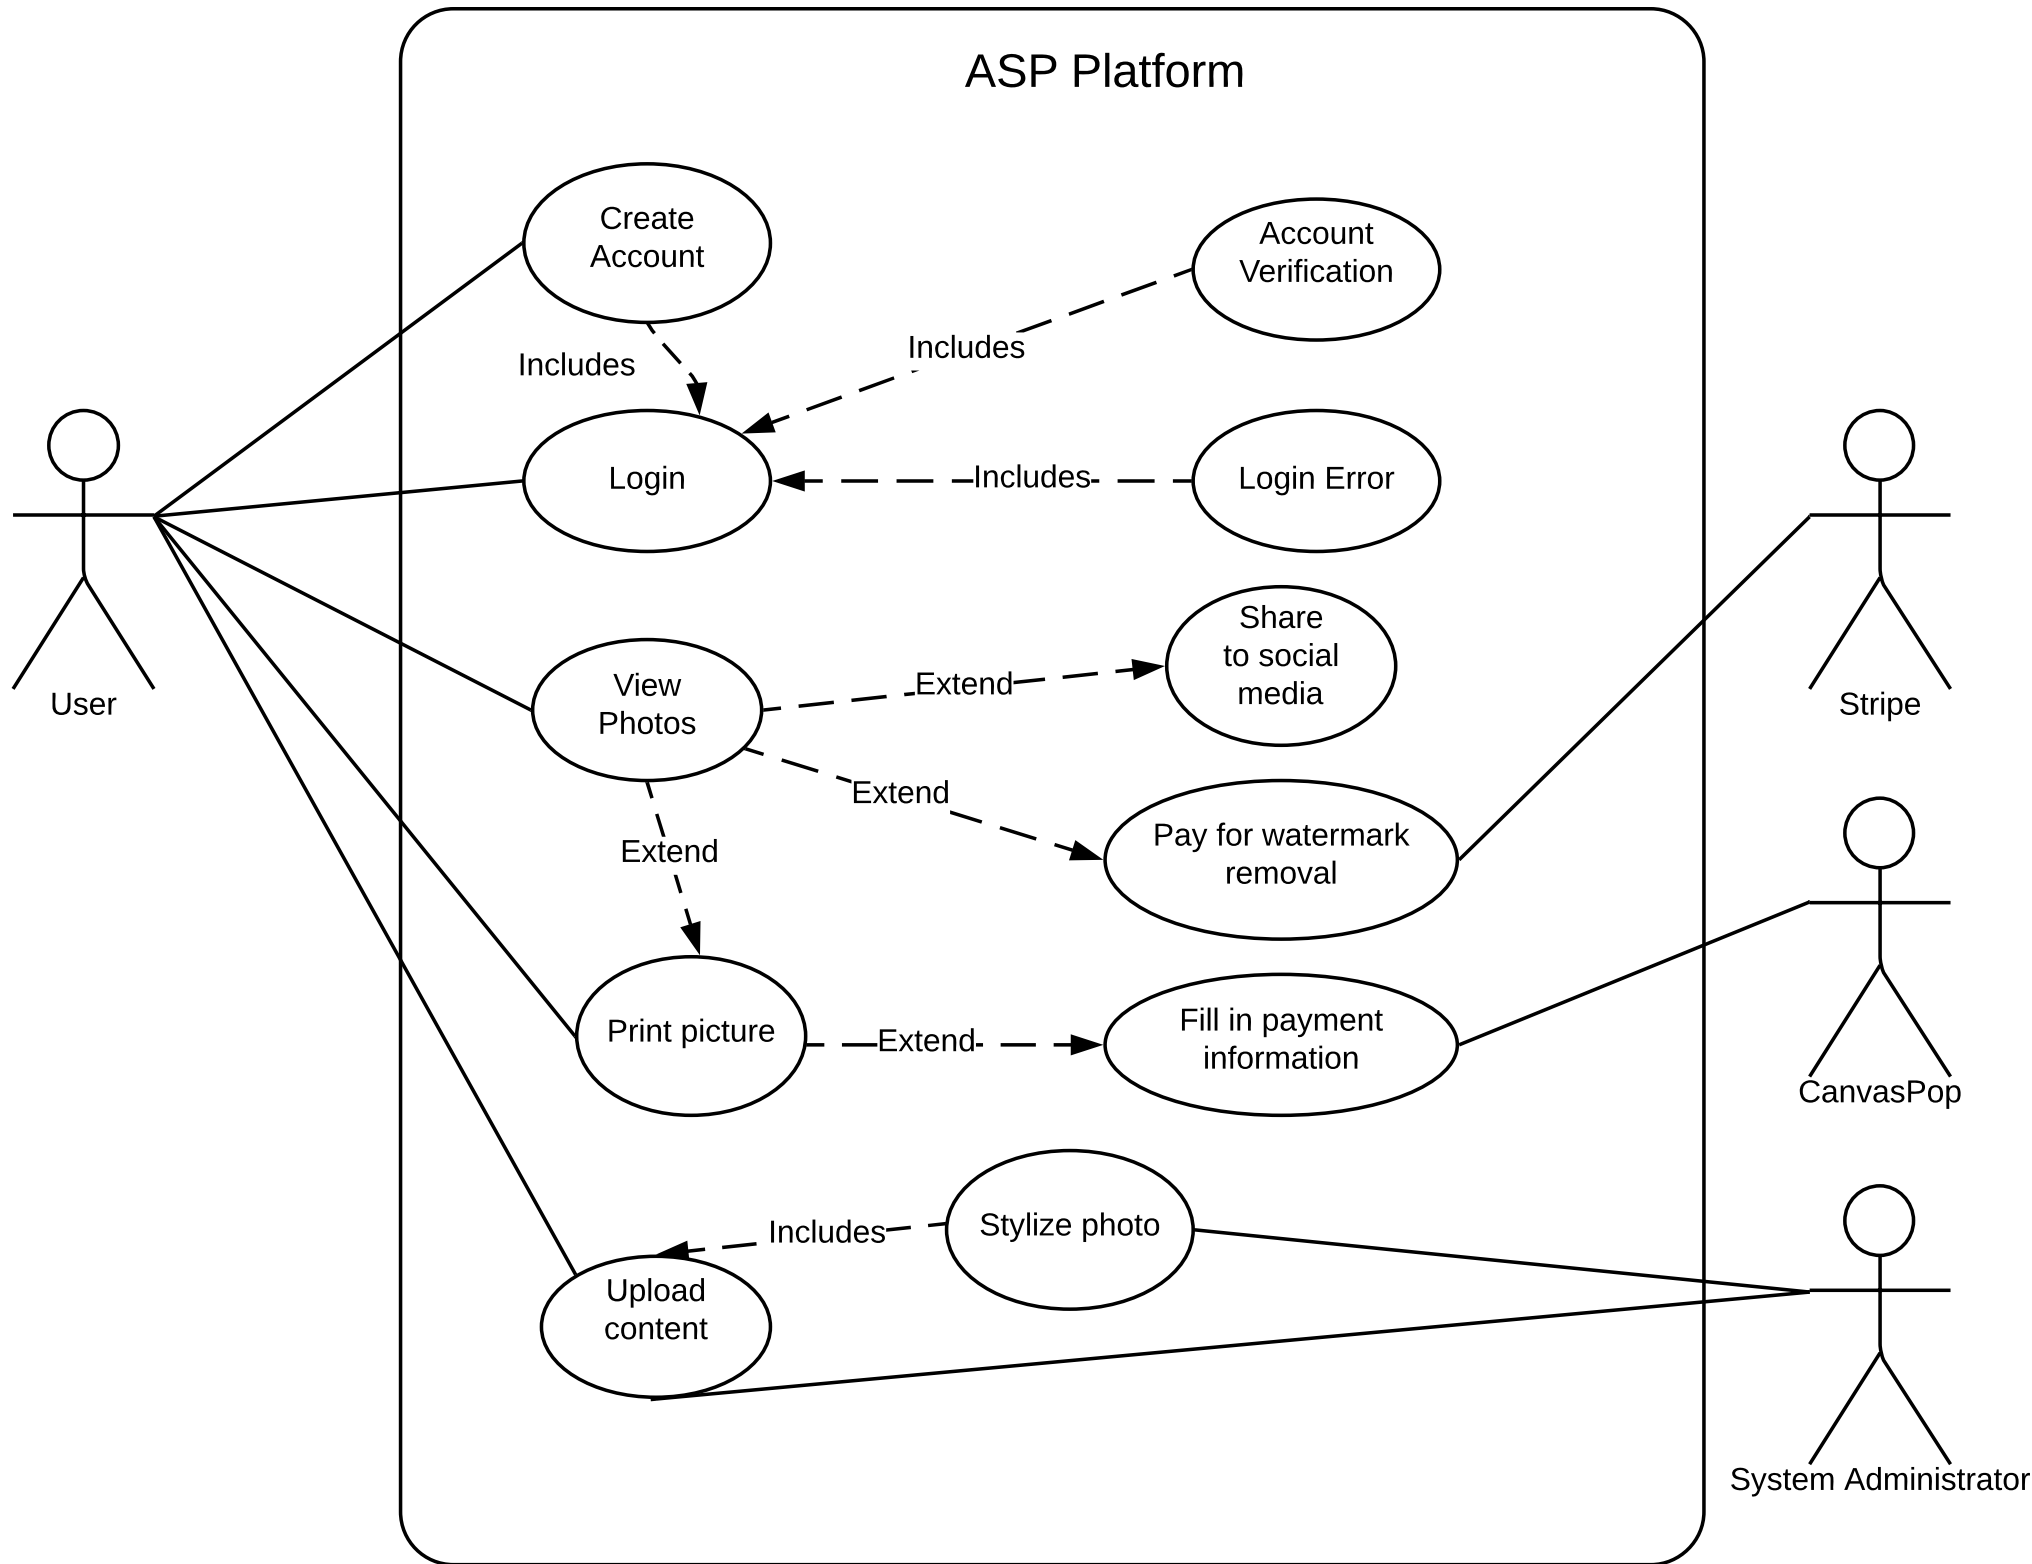 ASP Platform
Create
Account
Account
Verification
Includes
Includes
Login
Includes
Login Error
User
View
Photos
Extend
Share
to social
media
Stripe
Extend
Extend
Pay for watermark
removal
Print picture
Extend
Fill in payment
information
CanvasPop
Includes
Stylize photo
Upload
content
System Administrator